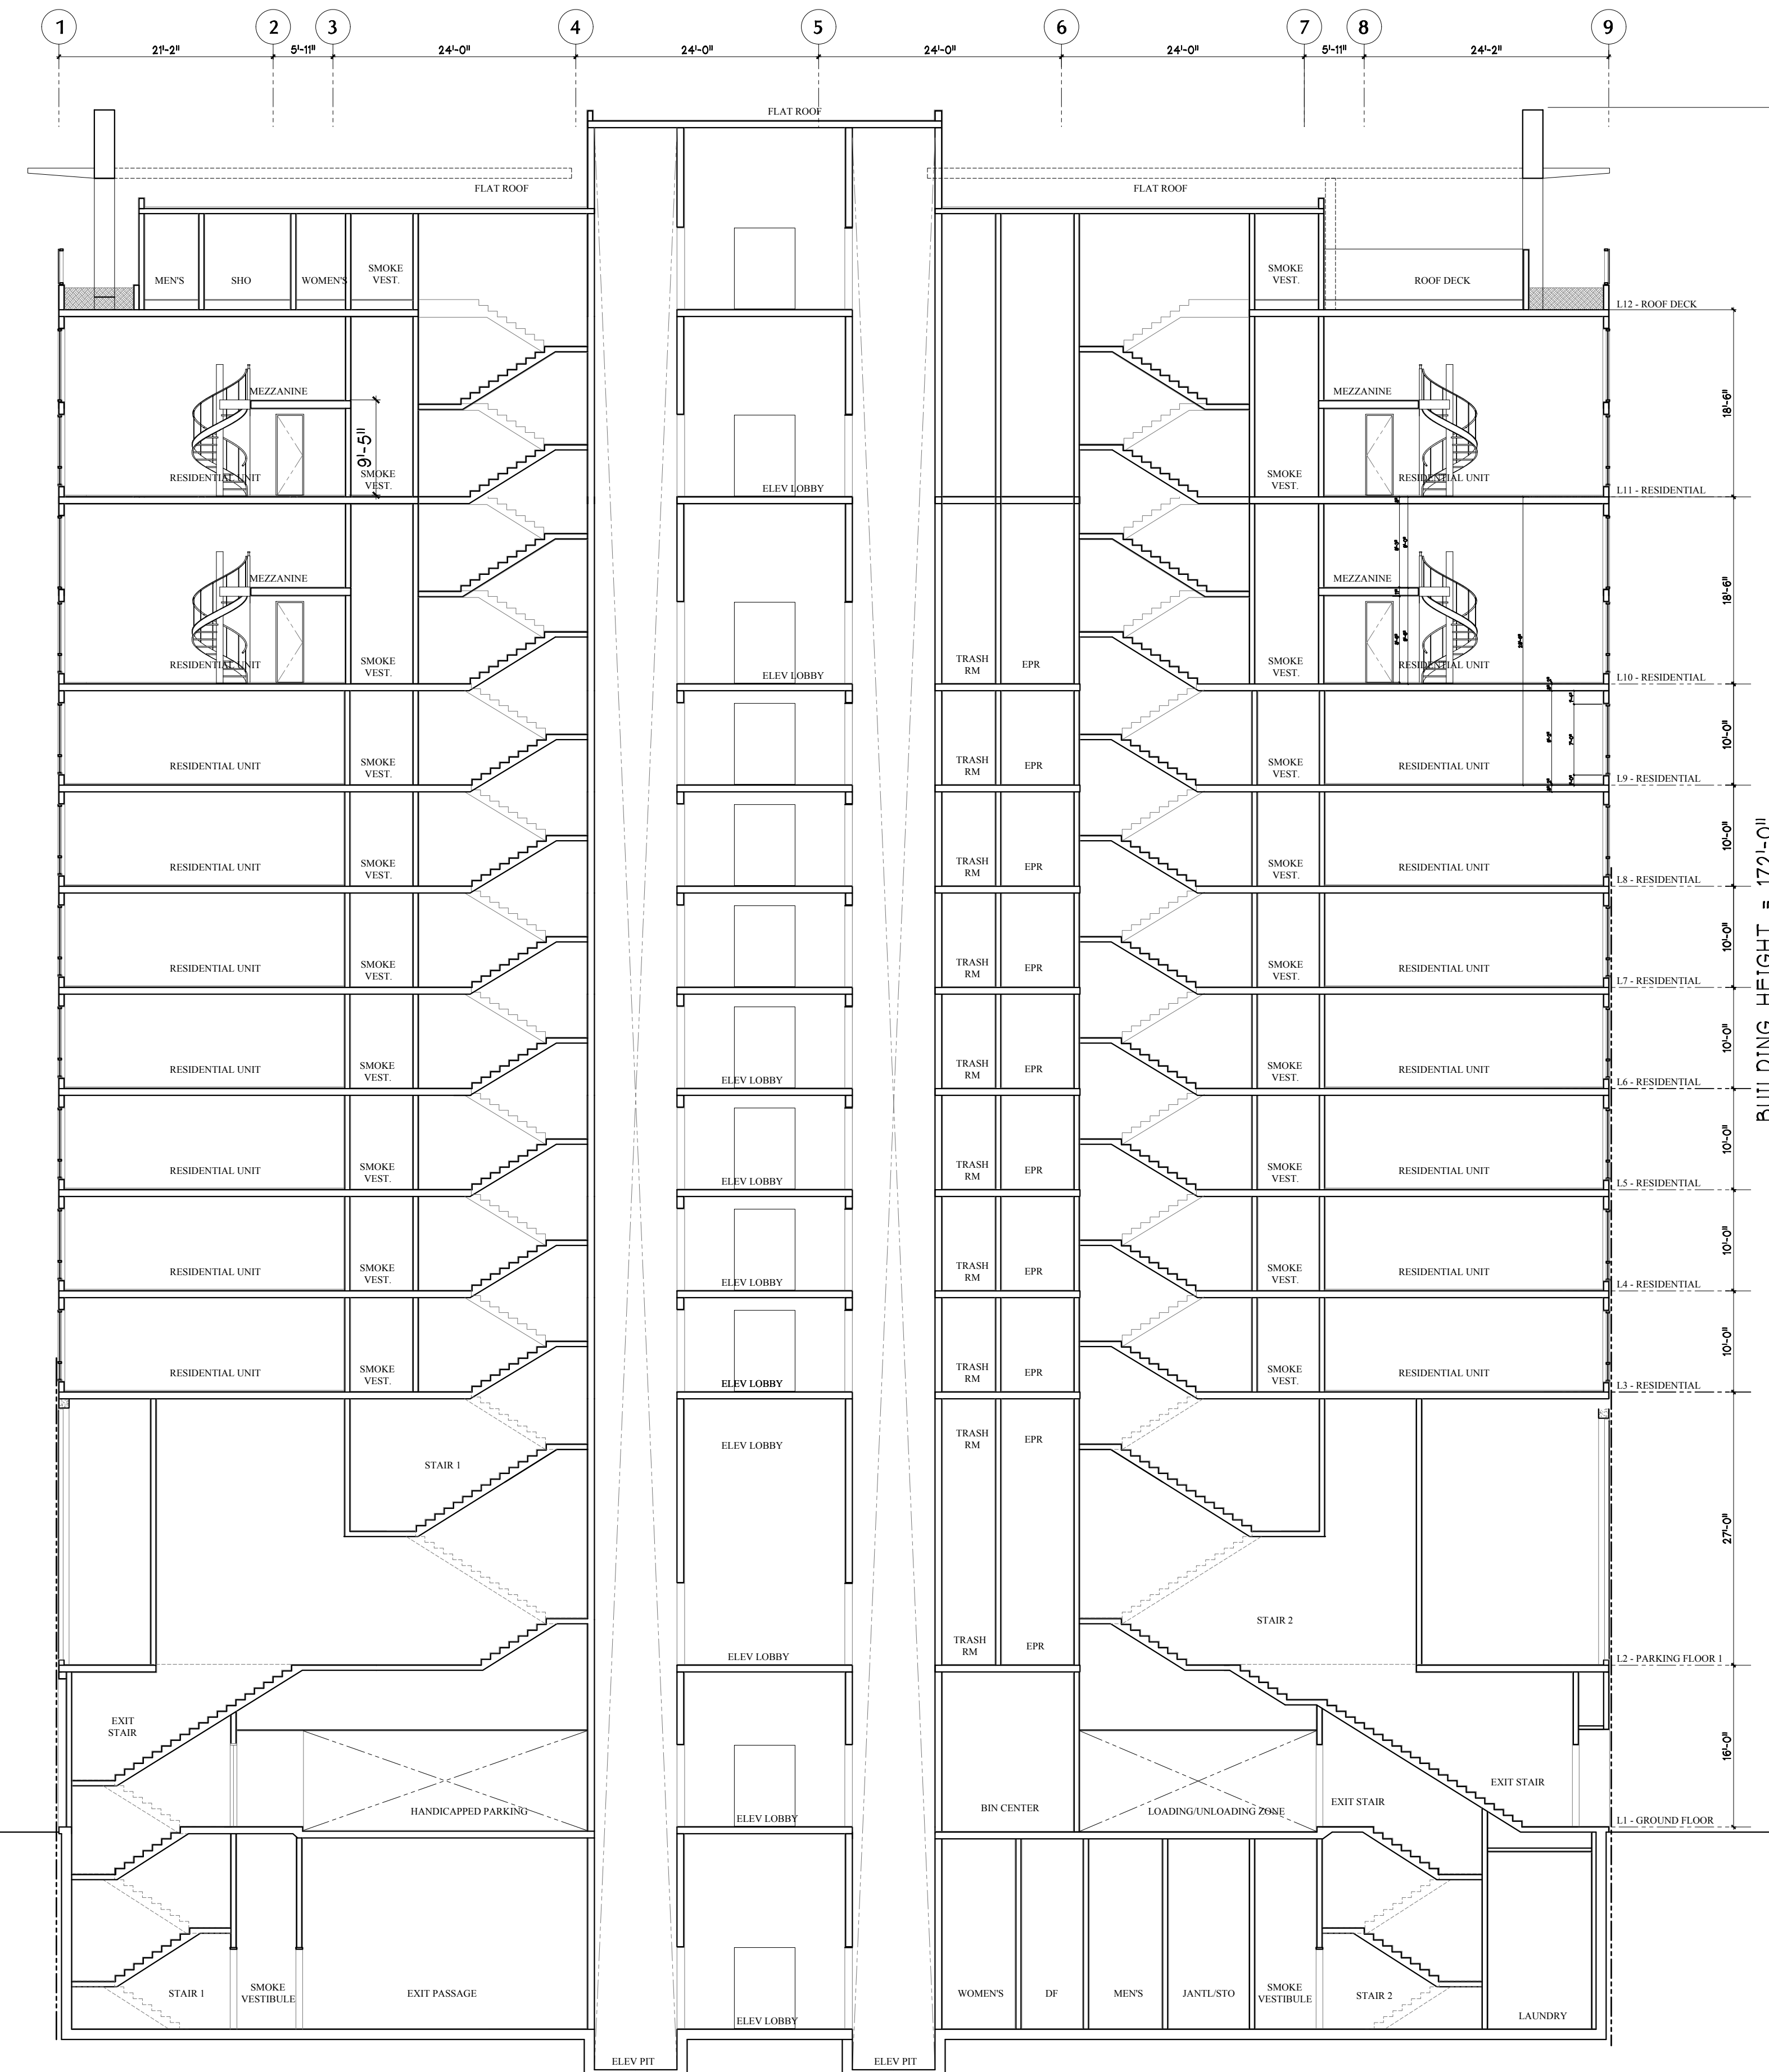 1 2 3 4 5 6 7 8 9
21'-2" 5'-11" 24'-0" 24'-0" 24'-0" 24'-0" 5'-11" 24'-2"
FLAT ROOF
FLAT ROOF FLAT ROOF
MEN'S SHO WOMEN'S SMOKE VEST. SMOKE VEST. ROOF DECK
L12 - ROOF DECK
MEZZANINE MEZZANINE
18'-6"
9'-5"
RESIDENTIAL UNIT SMOKE VEST. ELEV LOBBY SMOKE VEST. RESIDENTIAL UNIT
L11 - RESIDENTIAL
MEZZANINE MEZZANINE
18'-6"
RESIDENTIAL UNIT SMOKE VEST. ELEV LOBBY TRASH RM EPR SMOKE VEST. RESIDENTIAL UNIT
L10 - RESIDENTIAL
10'-0"
RESIDENTIAL UNIT SMOKE VEST. TRASH RM EPR SMOKE VEST. RESIDENTIAL UNIT
L9 - RESIDENTIAL
10'-0"
RESIDENTIAL UNIT SMOKE VEST. TRASH RM EPR SMOKE VEST. RESIDENTIAL UNIT
L8 - RESIDENTIAL
BUILDING HEIGHT = 172'-0"
10'-0"
RESIDENTIAL UNIT SMOKE VEST. TRASH RM EPR SMOKE VEST. RESIDENTIAL UNIT
L7 - RESIDENTIAL
10'-0"
RESIDENTIAL UNIT SMOKE VEST. ELEV LOBBY TRASH RM EPR SMOKE VEST. RESIDENTIAL UNIT
L6 - RESIDENTIAL
10'-0"
RESIDENTIAL UNIT SMOKE VEST. ELEV LOBBY TRASH RM EPR SMOKE VEST. RESIDENTIAL UNIT
L5 - RESIDENTIAL
10'-0"
RESIDENTIAL UNIT SMOKE VEST. ELEV LOBBY TRASH RM EPR SMOKE VEST. RESIDENTIAL UNIT
L4 - RESIDENTIAL
10'-0"
RESIDENTIAL UNIT SMOKE VEST. ELEV LOBBY TRASH RM EPR SMOKE VEST. RESIDENTIAL UNIT
L3 - RESIDENTIAL
STAIR 1 ELEV LOBBY TRASH RM EPR
27'-0"
STAIR 2
ELEV LOBBY TRASH RM EPR
L2 - PARKING FLOOR 1
EXIT STAIR
16'-0"
HANDICAPPED PARKING ELEV LOBBY BIN CENTER LOADING/UNLOADING ZONE EXIT STAIR EXIT STAIR
L1 - GROUND FLOOR
STAIR 1 SMOKE VESTIBULE EXIT PASSAGE WOMEN'S DF MEN'S JANTL/STO SMOKE VESTIBULE STAIR 2
ELEV LOBBY LAUNDRY
ELEV PIT ELEV PIT